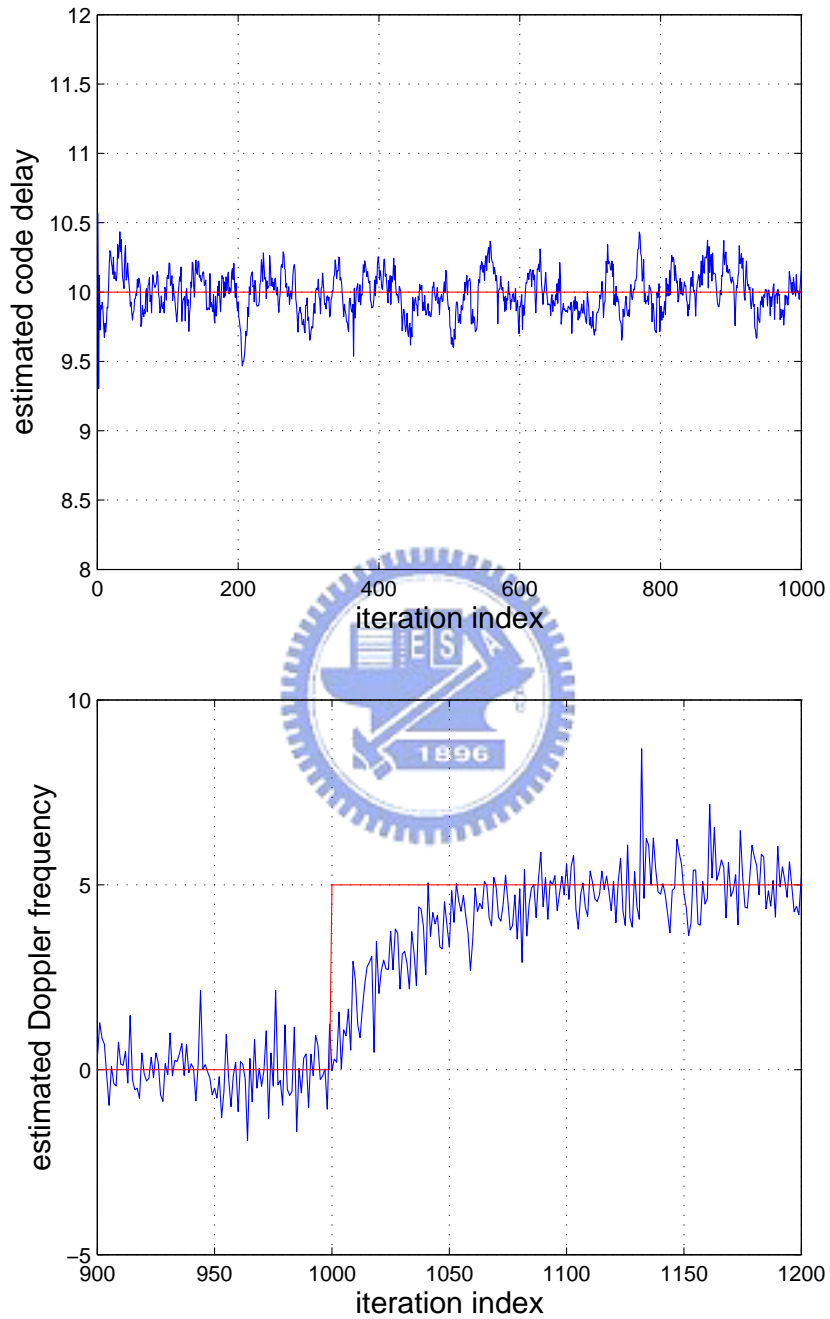 12
11.5
11
10.5
10
9.5
9
8.5
8
estimated code delay
0 200 400 600 800 1000
iteration index
E S A
1896
10
5
0
−5
estimated Doppler frequency
900 950 1000 1050 1100 1150 1200
iteration index